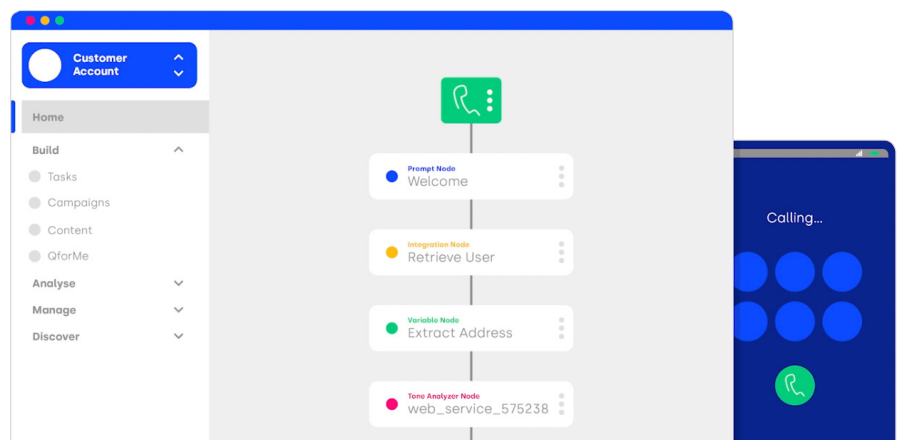 Customer
Account
Home
Build
Tasks
Campaigns
Content
QforMe
Analyse
Manage
Discover
Prompt Node
Welcome
Integration Node
Retrieve User
Variable Node
Extract Address
Tone Analyzer Node
web_service_575238
Calling...